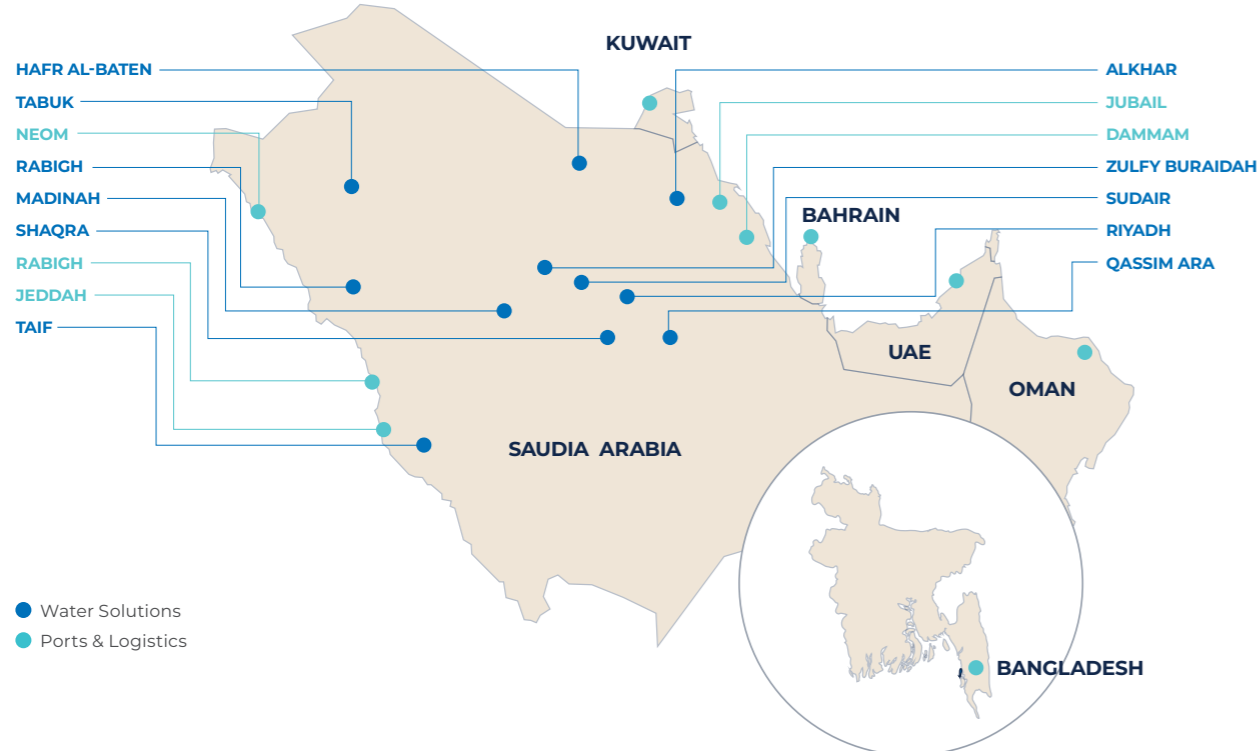 KUWAIT
HAFR AL-BATEN
TABUK
NEOM
RABIGH
MADINAH
SHAQRA
RABIGH
JEDDAH
TAIF
ALKHAR
JUBAIL
DAMMAM
ZULFY BURAIDAH
SUDAIR
RIYADH
QASSIM ARA
BAHRAIN
UAE
OMAN
SAUDIA ARABIA
BANGLADESH
Water Solutions
Ports & Logistics